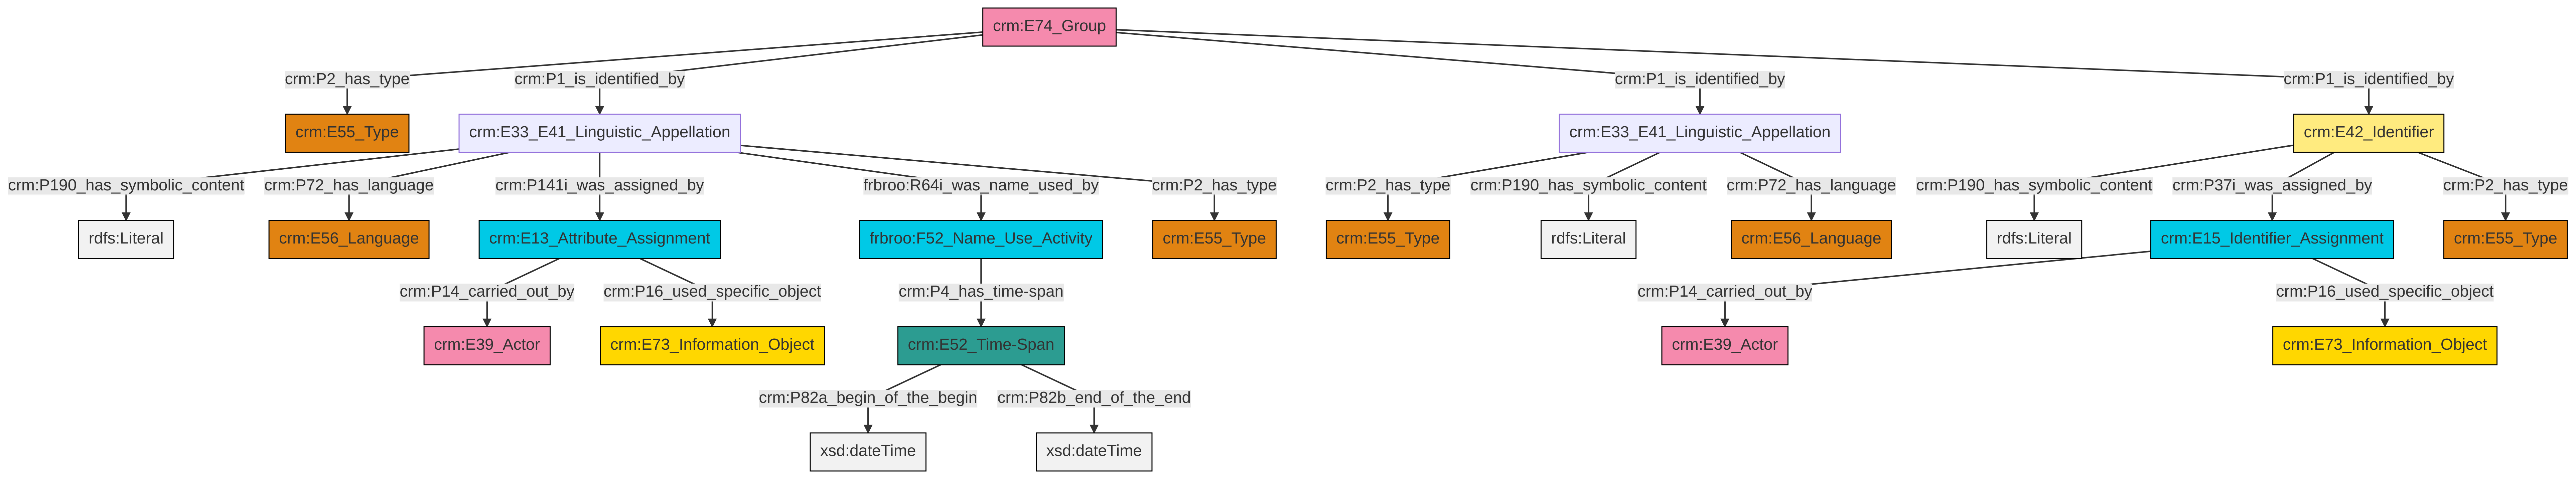 crm:E74_Group
crm:P2_has_type
crm:P1_is_identified_by
crm:P1_is_identified_by
crm:P1_is_identified_by
crm:E55_Type
crm:E33_E41_Linguistic_Appellation
crm:E33_E41_Linguistic_Appellation
crm:E42_Identifier
crm:P190_has_symbolic_content
crm:P72_has_language
crm:P141i_was_assigned_by
frbroo:R64i_was_name_used_by
crm:P2_has_type
crm:P2_has_type
crm:P190_has_symbolic_content
crm:P72_has_language
crm:P190_has_symbolic_content
crm:P37i_was_assigned_by
crm:P2_has_type
rdfs:Literal
crm:E56_Language
crm:E13_Attribute_Assignment
frbroo:F52_Name_Use_Activity
crm:E55_Type
crm:E55_Type
rdfs:Literal
crm:E56_Language
rdfs:Literal
crm:E15_Identifier_Assignment
crm:E55_Type
crm:P14_carried_out_by
crm:P16_used_specific_object
crm:P4_has_time-span
crm:P14_carried_out_by
crm:P16_used_specific_object
crm:E39_Actor
crm:E73_Information_Object
crm:E52_Time-Span
crm:E39_Actor
crm:E73_Information_Object
crm:P82a_begin_of_the_begin
crm:P82b_end_of_the_end
xsd:dateTime
xsd:dateTime